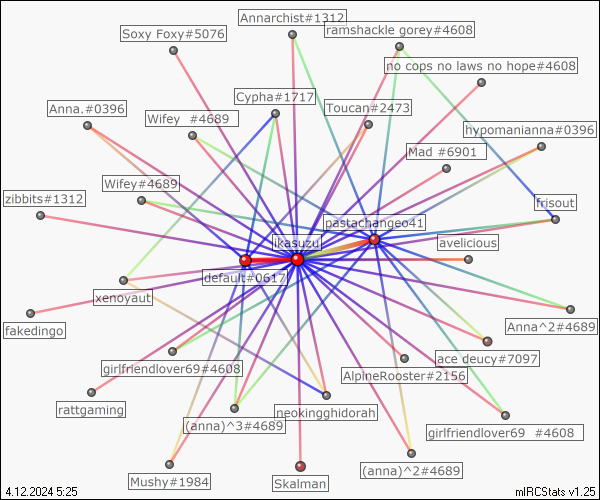 Annarchist#1312
ramshackle gorey#4608
Soxy Foxy#5076
no cops no laws no hope#4608
Cypha#1717
Toucan#2473
Anna.#0396
Wifey  #4689
hypomanianna#0396
Mad #6901
Wifey#4689
zibbits#1312
frisout
pastachangeo41
ikasuzu
avelicious
default#0617
xenoyaut
fakedingo
Anna^2#4689
ace deucy#7097
girlfriendlover69#4608
AlpineRooster#2156
rattgaming
neokingghidorah
(anna)^3#4689
girlfriendlover69  #4608
(anna)^2#4689
Mushy#1984
Skalman
4.12.2024 5:25
mIRCStats v1.25